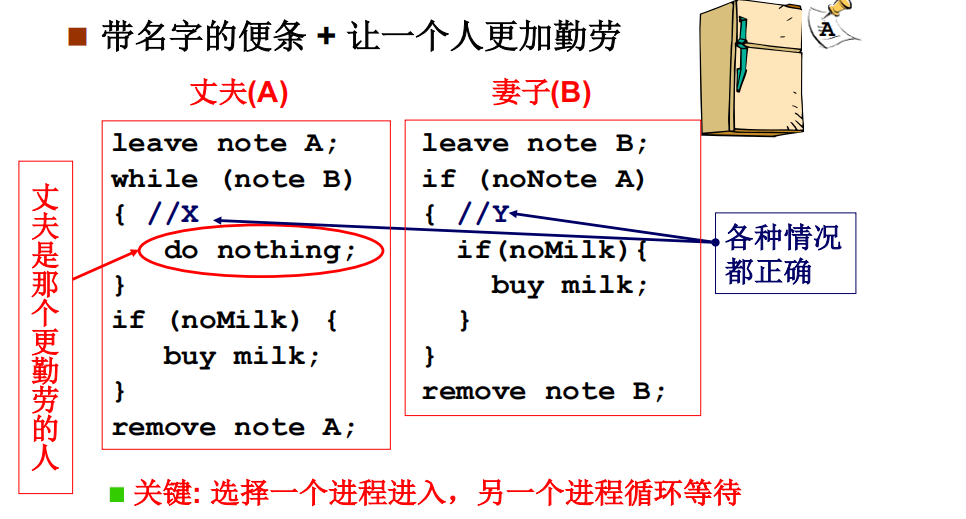 带名字的便条 + 让一个人更加勤劳
A
丈夫(A)
妻子(B)
丈夫是那个更勤劳的人
leave note A;
while (note B)
{ //X
do nothing;
}
if (noMilk) {
buy milk;
}
remove note A;
leave note B;
if (noNote A)
{ //Y
if(noMilk){
buy milk;
}
}
remove note B;
各种情况
都正确
关键: 选择一个进程进入，另一个进程循环等待